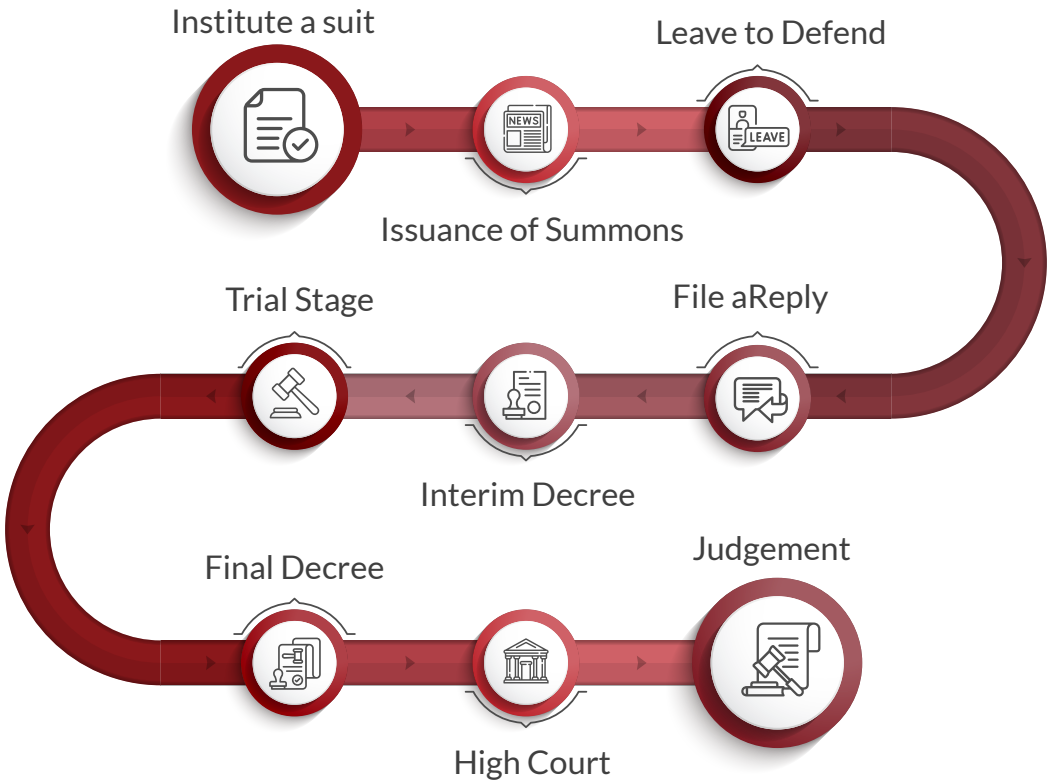 Institute a suit
NEWS
Issuance of Summons
Leave to Defend
LEAVE
File aReply
Interim Decree
Trial Stage
Final Decree
High Court
Judgement